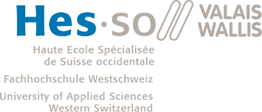 Hes·so VALAIS
WALLIS
Haute Ecole Spécialisée
de Suisse occidentale
Fachhochschule Westschweiz
University of Applied Sciences
Western Switzerland